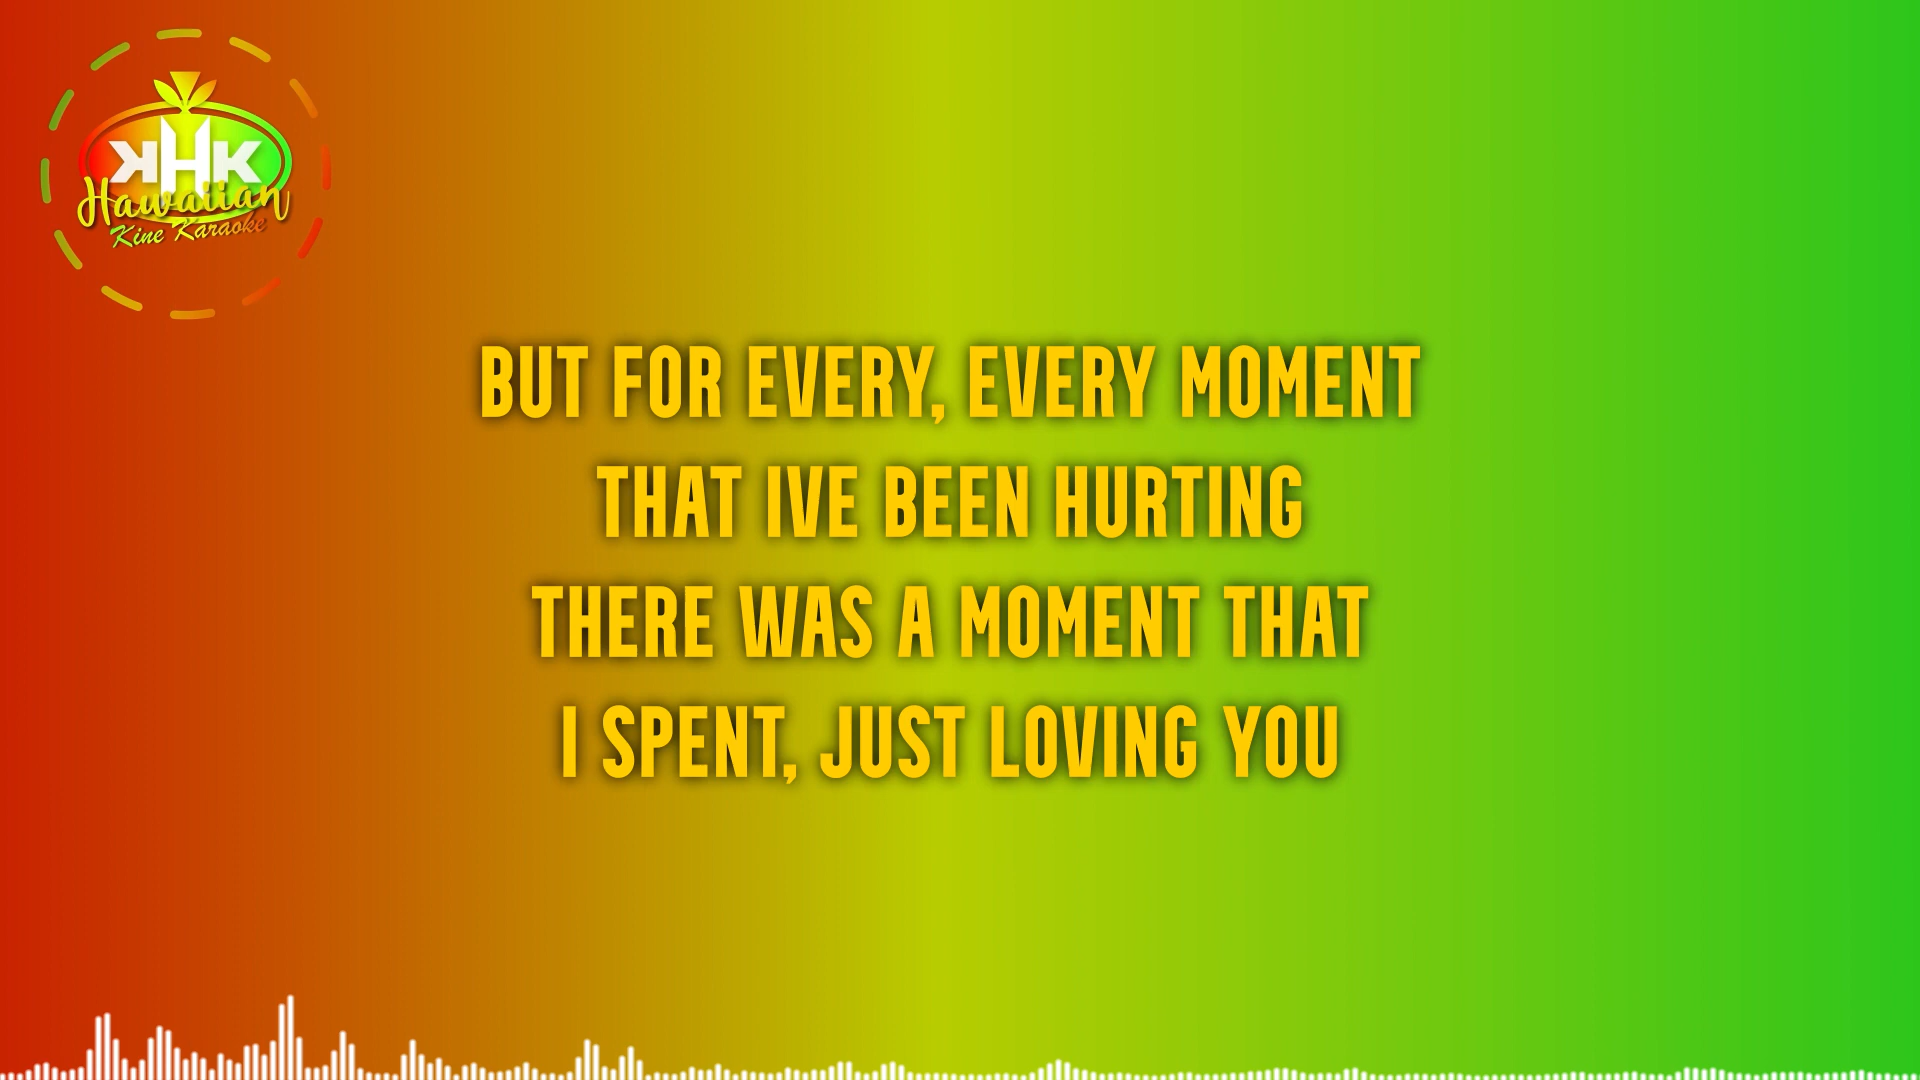 KHK
Hawaiian
Kine Karaoke
BUT FOR EVERY, EVERY MOMENT
THAT IVE BEEN HURTING
THERE WAS A MOMENT THAT
I SPENT, JUST LOVING YOU